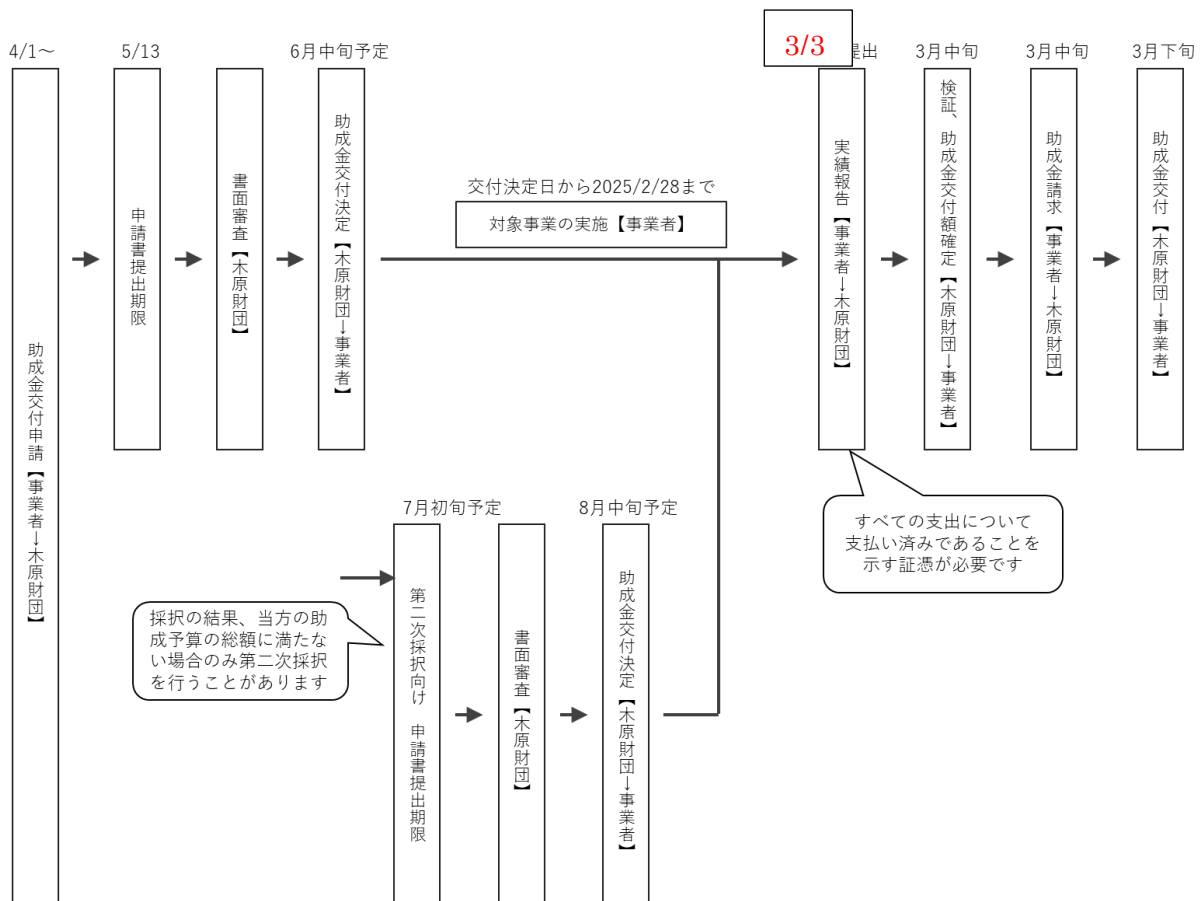 4/1～
5/13
6月中旬予定
3/3
提出
3月中旬
3月中旬
3月下旬
助成金交付申請【事業者→木原財団】
申請書提出期限
書面審査【木原財団】
助成金交付決定【木原財団→事業者】
交付決定日から2025/2/28まで
対象事業の実施【事業者】
実績報告【事業者→木原財団】
検証、助成金交付額確定【木原財団→事業者】
助成金請求【事業者→木原財団】
助成金交付【木原財団→事業者】
すべての支出について
支払い済みであることを
示す証憑が必要です
7月初旬予定
8月中旬予定
採択の結果、当方の助
成予算の総額に満たな
い場合のみ第二次採択
を行うことがあります
第二次採択向け　申請書提出期限
書面審査【木原財団】
助成金交付決定【木原財団→事業者】